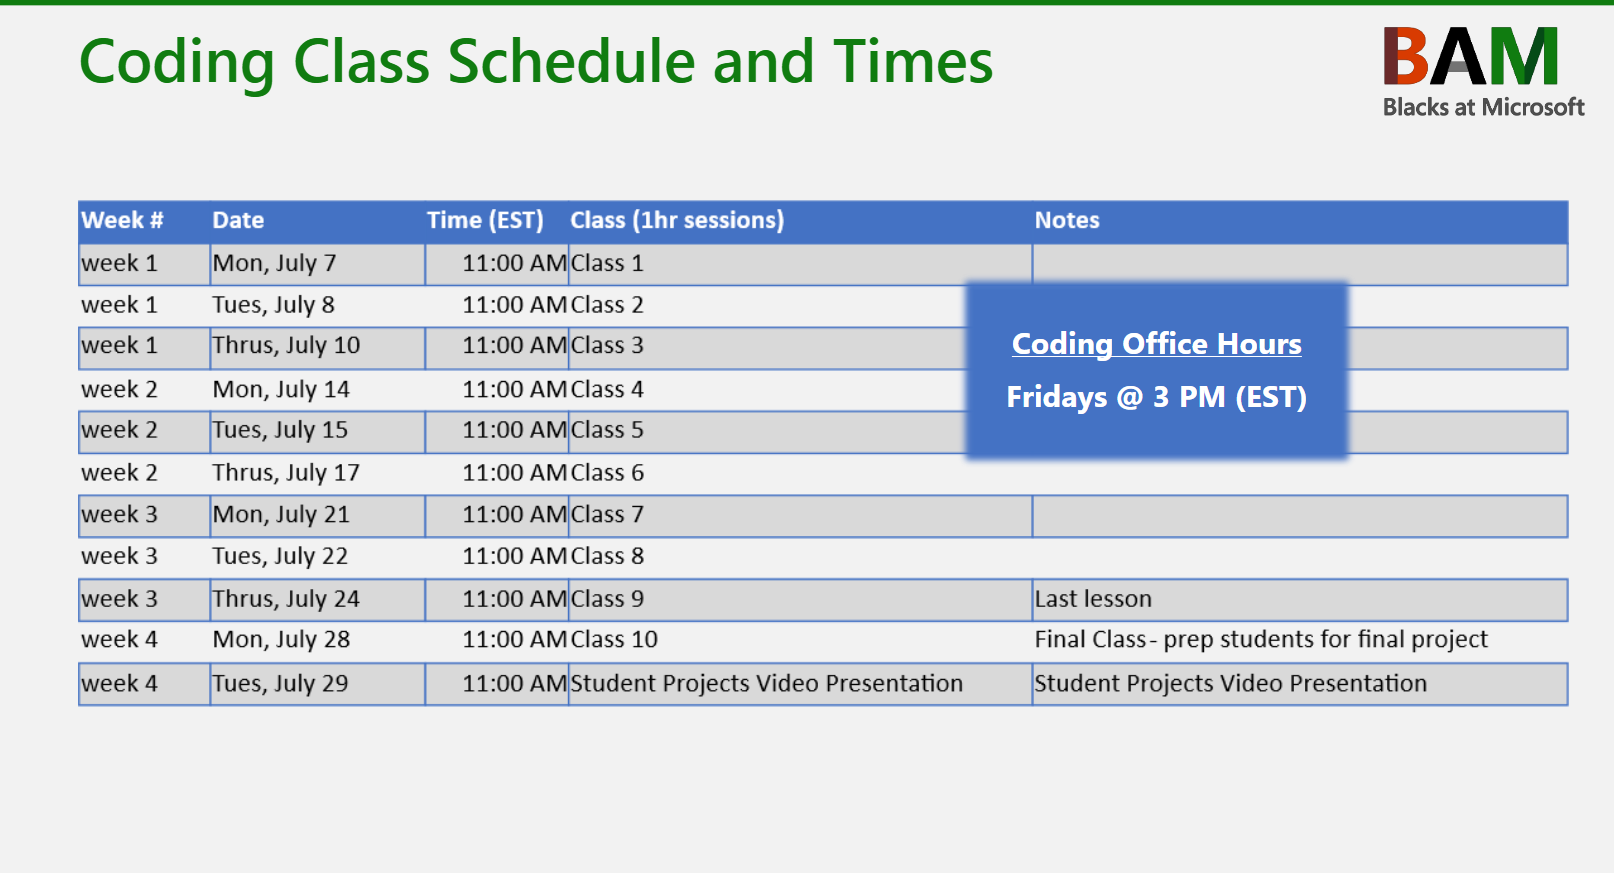 Coding Class Schedule and Times
BAM
Blacks at Microsoft
Week # Date Time (EST) Class (1hr sessions) Notes
week 1 Mon, July 7 11:00 AM Class 1
week 1 Tues, July 8 11:00 AM Class 2
week 1 Thrus, July 10 11:00 AM Class 3
week 2 Mon, July 14 11:00 AM Class 4
week 2 Tues, July 15 11:00 AM Class 5
week 2 Thrus, July 17 11:00 AM Class 6
week 3 Mon, July 21 11:00 AM Class 7
week 3 Tues, July 22 11:00 AM Class 8
week 3 Thrus, July 24 11:00 AM Class 9 Last lesson
week 4 Mon, July 28 11:00 AM Class 10 Final Class - prep students for final project
week 4 Tues, July 29 11:00 AM Student Projects Video Presentation Student Projects Video Presentation
Coding Office Hours
Fridays @ 3 PM (EST)